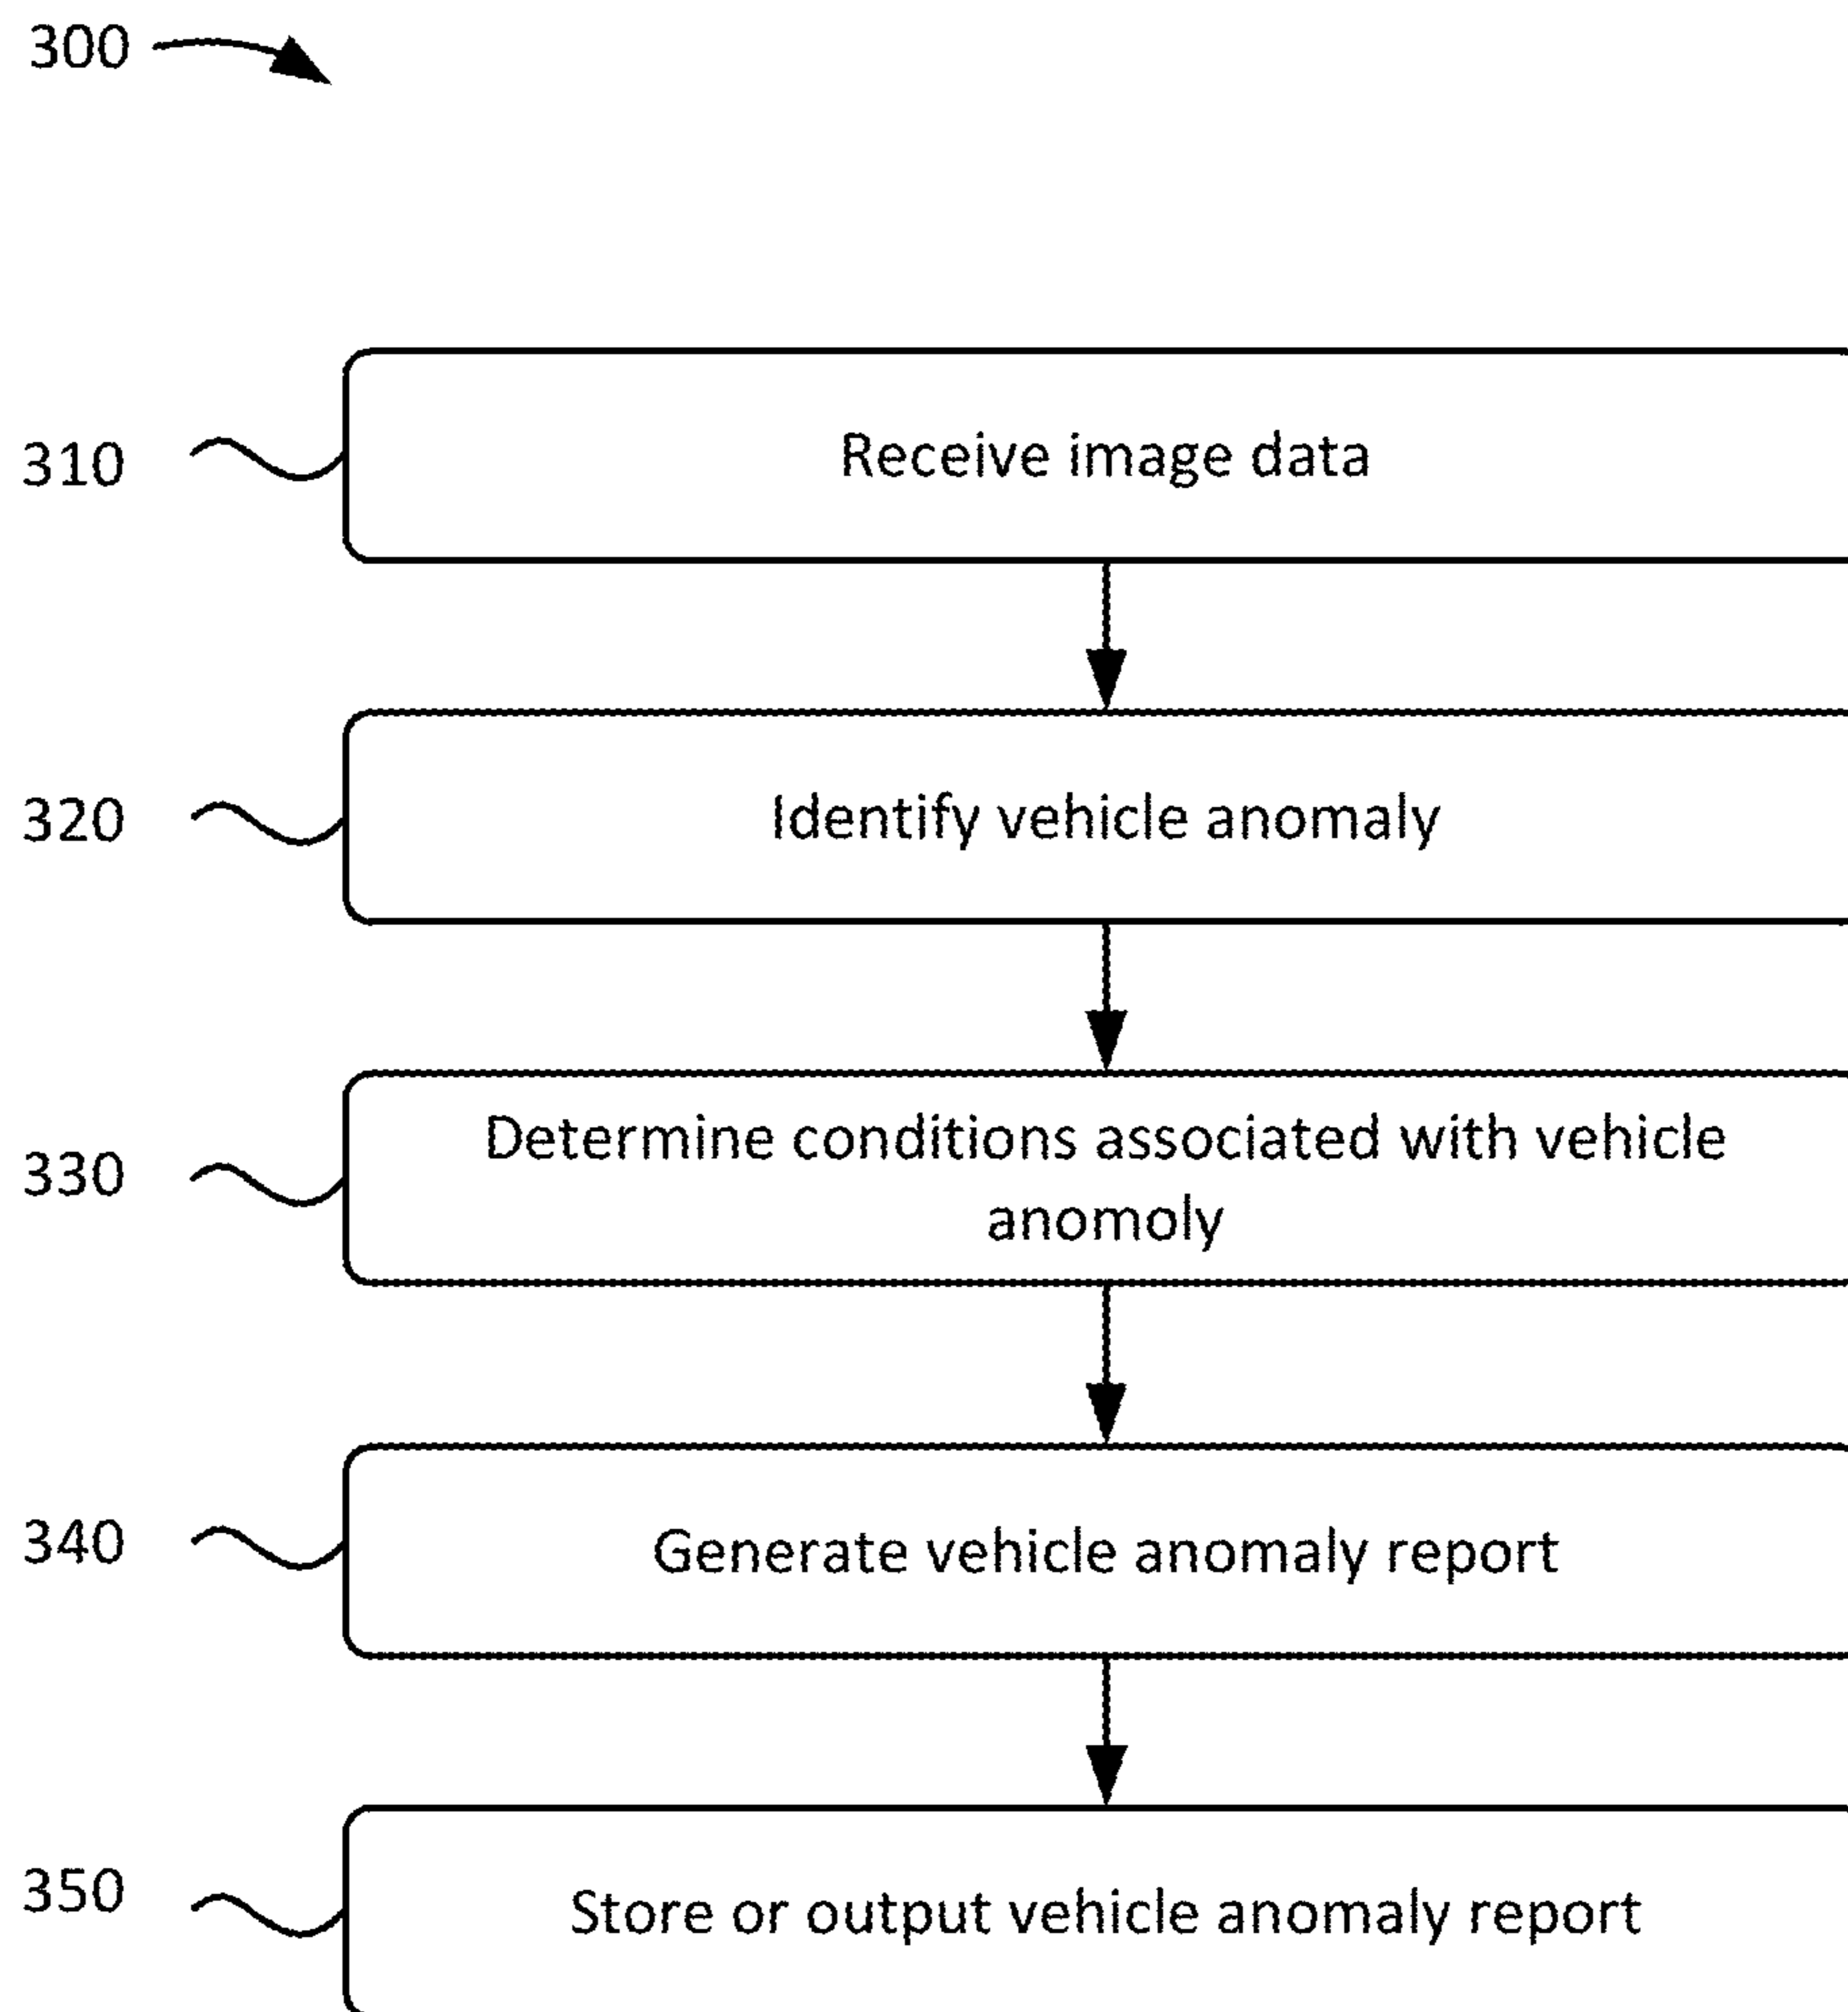 300
310
Receive image data
320
Identify vehicle anomaly
330
Determine conditions associated with vehicle
anomoly
340
Generate vehicle anomaly report
350
Store or output vehicle anomaly report